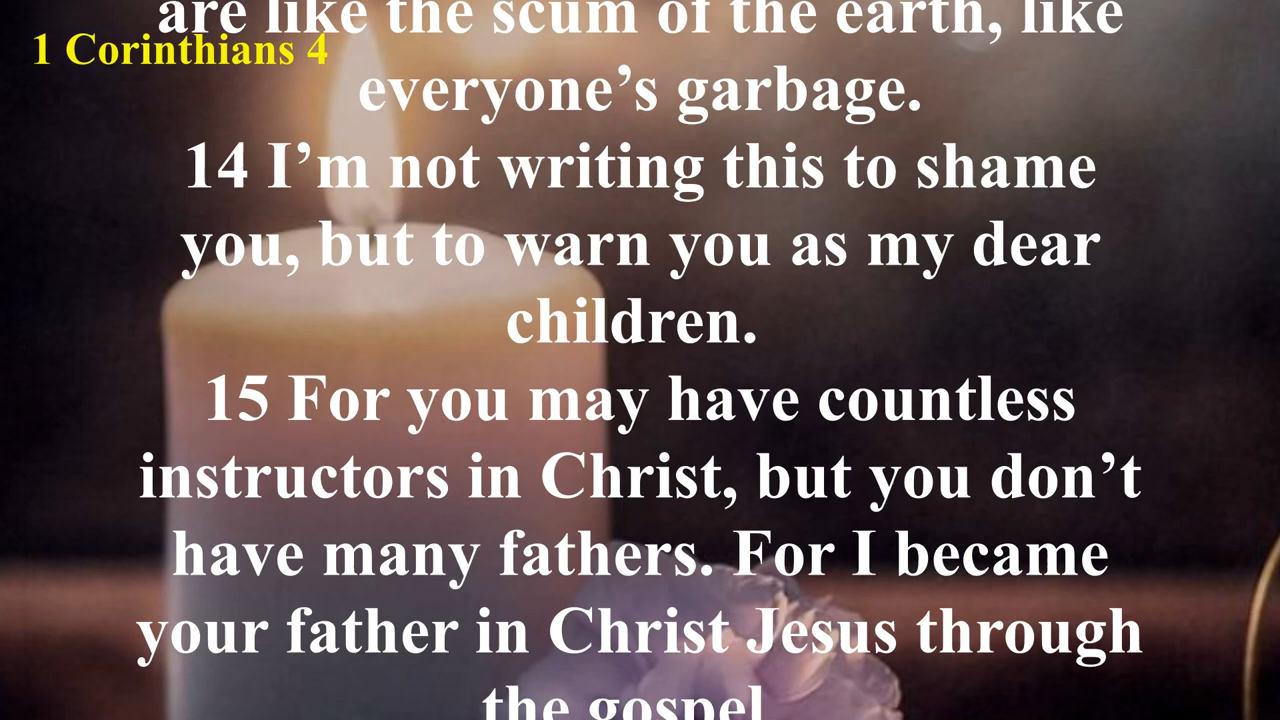 are like the scum of the earth, like
1 Corinthians 4
everyone’s garbage.
14 I’m not writing this to shame
you, but to warn you as my dear
children.
15 For you may have countless
instructors in Christ, but you don’t
have many fathers. For I became
your father in Christ Jesus through
the gospel